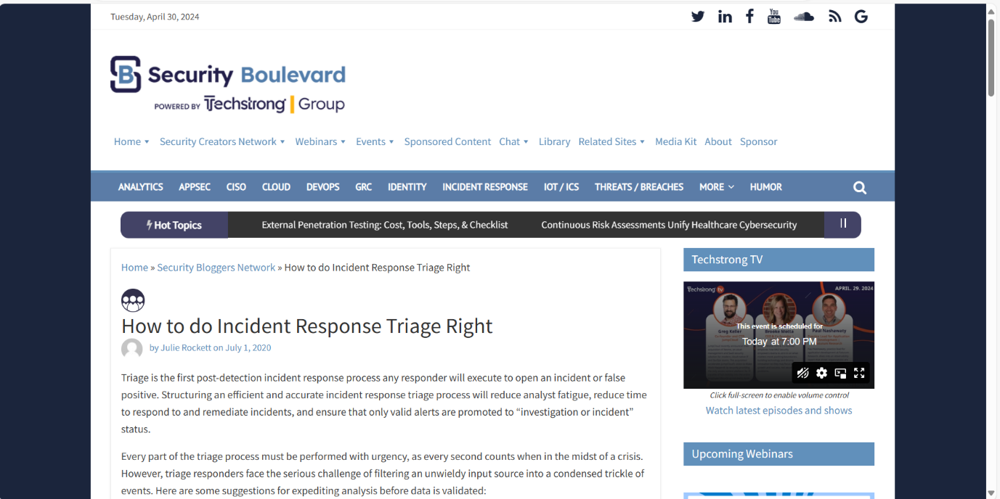 Tuesday, April 30, 2024
You
Tube
Security Boulevard
POWERED BY Techstrong Group
Home Security Creators Network Webinars Events Sponsored Content Chat Library Related Sites Media Kit About Sponsor
ANALYTICS APPSEC CISO CLOUD DEVOPS GRC IDENTITY INCIDENT RESPONSE IOT / ICS THREATS / BREACHES MORE HUMOR
Hot Topics External Penetration Testing: Cost, Tools, Steps, & Checklist Continuous Risk Assessments Unify Healthcare Cybersecurity
Home » Security Bloggers Network » How to do Incident Response Triage Right
How to do Incident Response Triage Right
by Julie Rockett on July 1, 2020
Triage is the first post-detection incident response process any responder will execute to open an incident or false
positive. Structuring an efficient and accurate incident response triage process will reduce analyst fatigue, reduce time
to respond to and remediate incidents, and ensure that only valid alerts are promoted to “investigation or incident”
status.
Every part of the triage process must be performed with urgency, as every second counts when in the midst of a crisis.
However, triage responders face the serious challenge of filtering an unwieldy input source into a condensed trickle of
events. Here are some suggestions for expediting analysis before data is validated:
Techstrong TV
Techstrong tv APRIL. 29. 2024
This event is scheduled for
Greg Keller Brooke Motta Paul Nashawaty
Today at 7:00 PM
Click full-screen to enable volume control
Watch latest episodes and shows
Upcoming Webinars